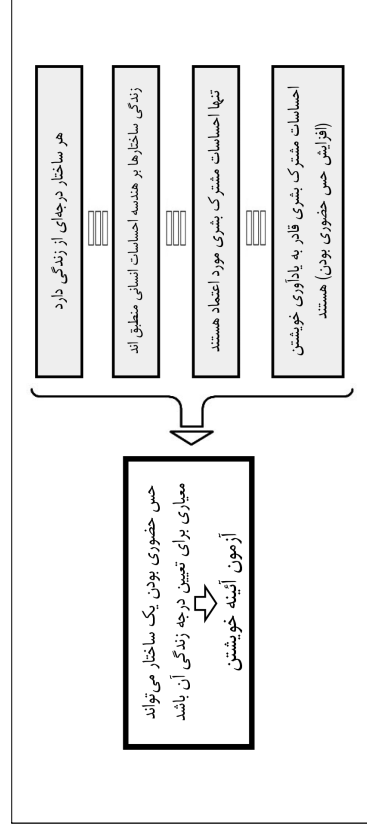 هر ساختار درجه‌ای از زندگی دارد
زندگی ساختارها بر هندسه احساسات انسانی منطبق اند
تنها احساسات مشترک بشری مورد اعتماد هستند
احساسات مشترک بشری قادر به یادآوری خویشتن
(افزایش حس حضوری بودن) هستند
حس حضوری بودن یک ساختار می‌تواند
معیاری برای تعیین درجه زندگی آن باشد
آزمون آئینه خویشتن